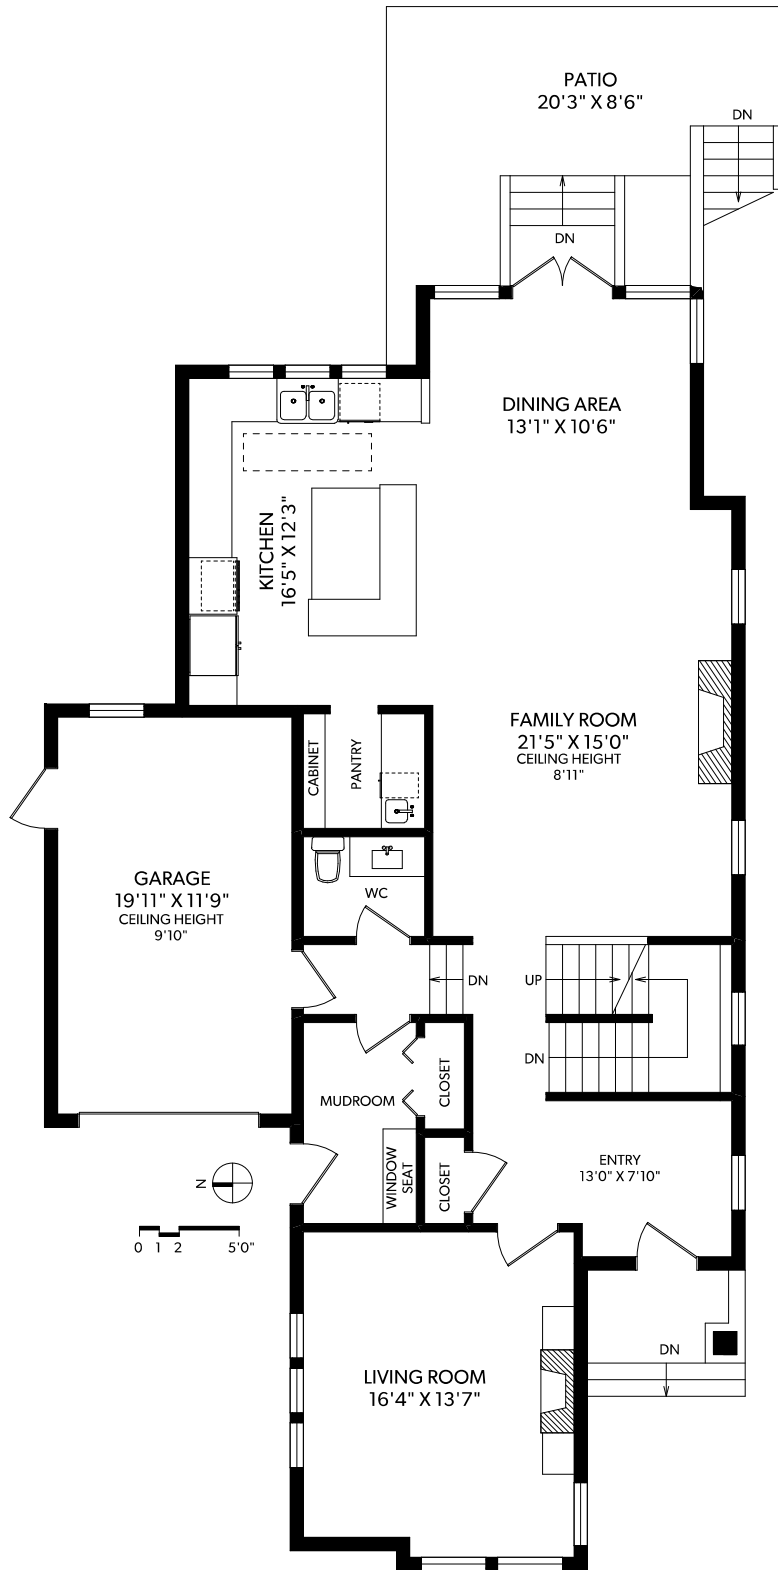 PATIO
20'3" X 8'6"
DN
DN
DINING AREA
13'1" X 10'6"
KITCHEN
16'5" X 12'3"
FAMILY ROOM
21'5" X 15'0"
CEILING HEIGHT
8'11"
CABINET
PANTRY
GARAGE
19'11" X 11'9"
CEILING HEIGHT
9'10"
WC
DN
UP
DN
MUDROOM
CLOSET
WINDOW
SEAT
CLOSET
ENTRY
13'0" X 7'10"
N
0 1 2 5'0"
LIVING ROOM
16'4" X 13'7"
DN